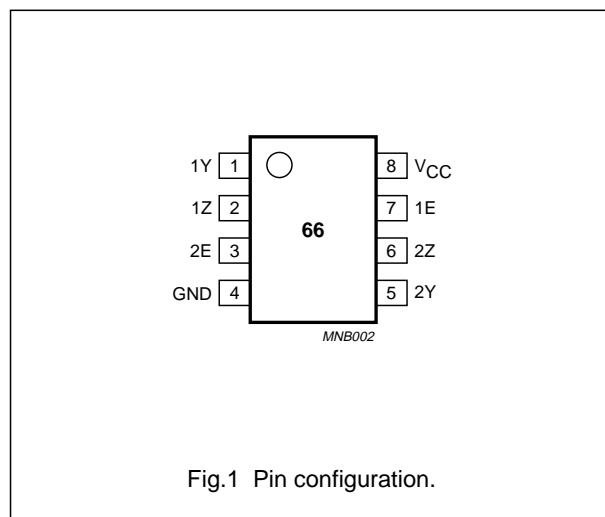 1Y 1 8 VCC
1Z 2 7 1E
66
2E 3 6 2Z
GND 4 5 2Y
MNB002
Fig.1 Pin configuration.